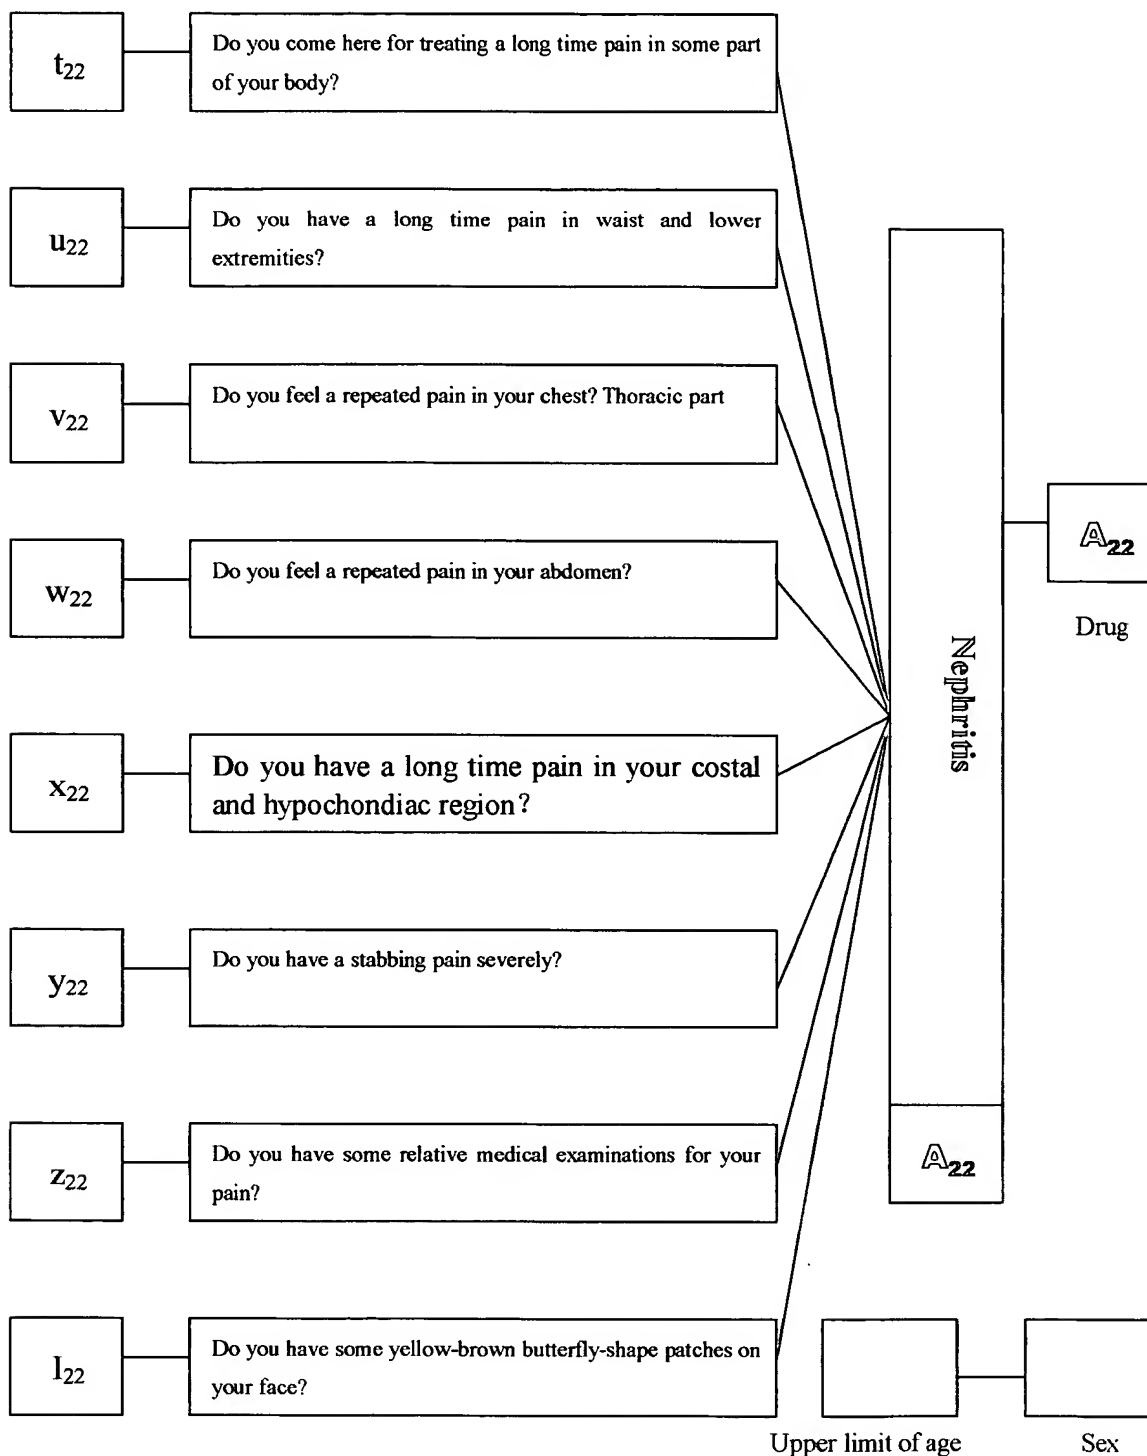 t22
Do you come here for treating a long time pain in some part
of your body?
u22
Do you have a long time pain in waist and lower
extremities?
v22
Do you feel a repeated pain in your chest? Thoracic part
w22
Do you feel a repeated pain in your abdomen?
x22
Do you have a long time pain in your costal
and hypochondiac region?
y22
Do you have a stabbing pain severely?
z22
Do you have some relative medical examinations for your
pain?
I22
Do you have some yellow-brown butterfly-shape patches on
your face?
Nephritis
A22
A22
Drug
Upper limit of age
Sex